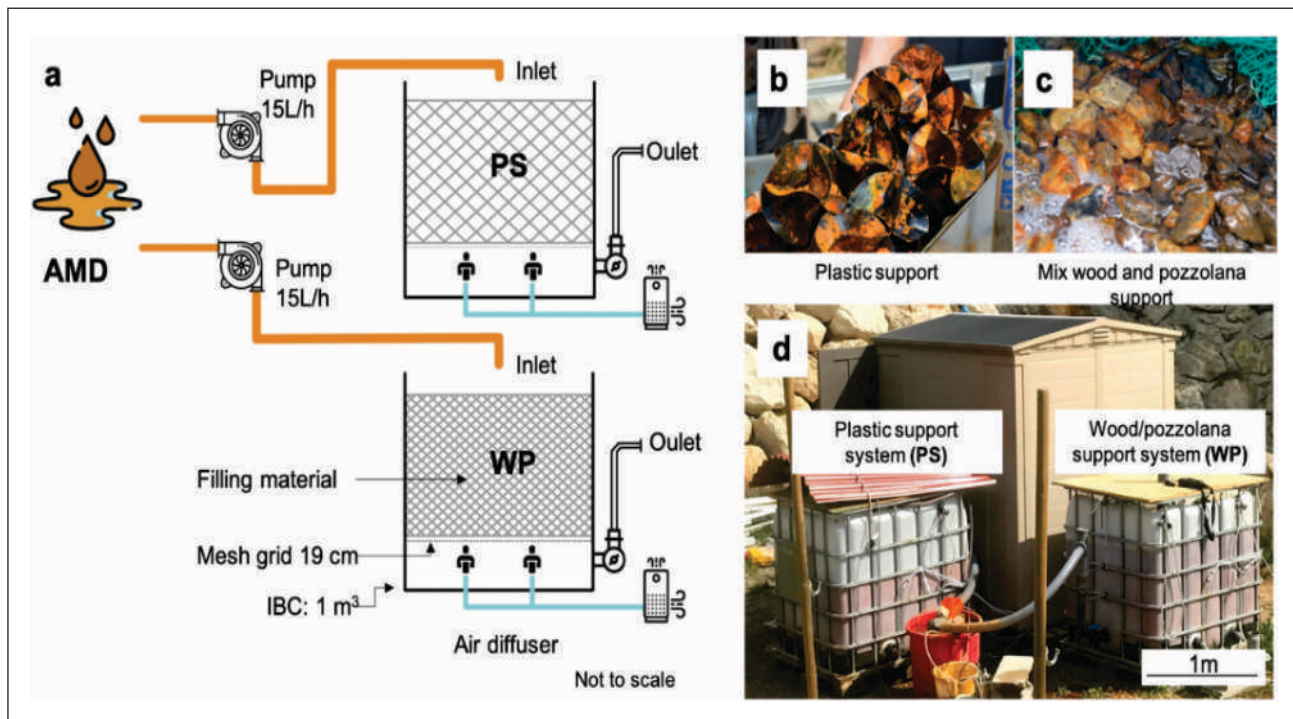 a
Pump
15L/h
Inlet
PS
Oulet
AMD
Pump
15L/h
Inlet
WP
Oulet
Filling material
Mesh grid 19 cm
IBC: 1 m³
Air diffuser
Not to scale
b
Plastic support
c
Mix wood and pozzolana
support
d
Plastic support
system (PS)
Wood/pozzolana
support system (WP)
1m